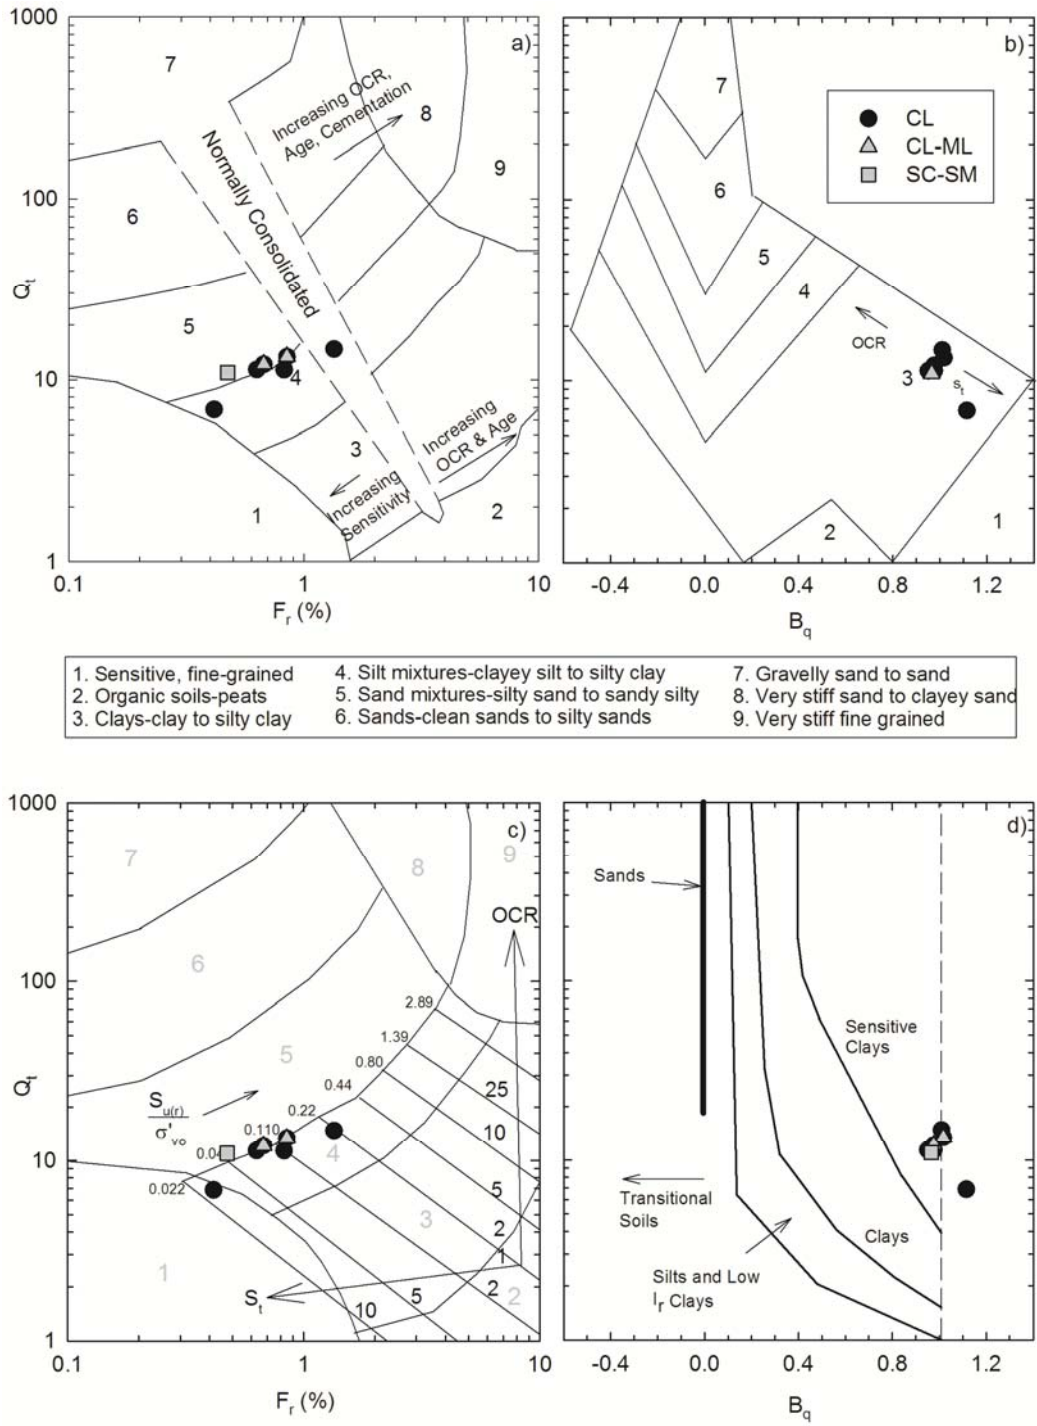 1000
100
10
1
Qt
0.1
1
10
Fr (%)
a)
7
6
5
4
3
1
2
8
9
Normally Consolidated
Increasing OCR,
Age, Cementation
Increasing
OCR & Age
Increasing
Sensitivity
b)
CL
CL-ML
SC-SM
7
6
5
4
3
2
1
OCR
St
-0.4
0.0
0.4
0.8
1.2
Bq
1. Sensitive, fine-grained
2. Organic soils-peats
3. Clays-clay to silty clay
4. Silt mixtures-clayey silt to silty clay
5. Sand mixtures-silty sand to sandy silty
6. Sands-clean sands to silty sands
7. Gravelly sand to sand
8. Very stiff sand to clayey sand
9. Very stiff fine grained
1000
100
10
1
Qt
0.1
1
10
Fr (%)
c)
7
8
9
6
5
4
3
1
2
OCR
2.89
1.39
0.80
0.44
0.22
0.110
0.022
Su(r)
σ'vo
25
10
5
2
1
2
5
10
St
d)
Sands
Sensitive
Clays
Transitional
Soils
Clays
Silts and Low
Ir Clays
-0.4
0.0
0.4
0.8
1.2
Bq